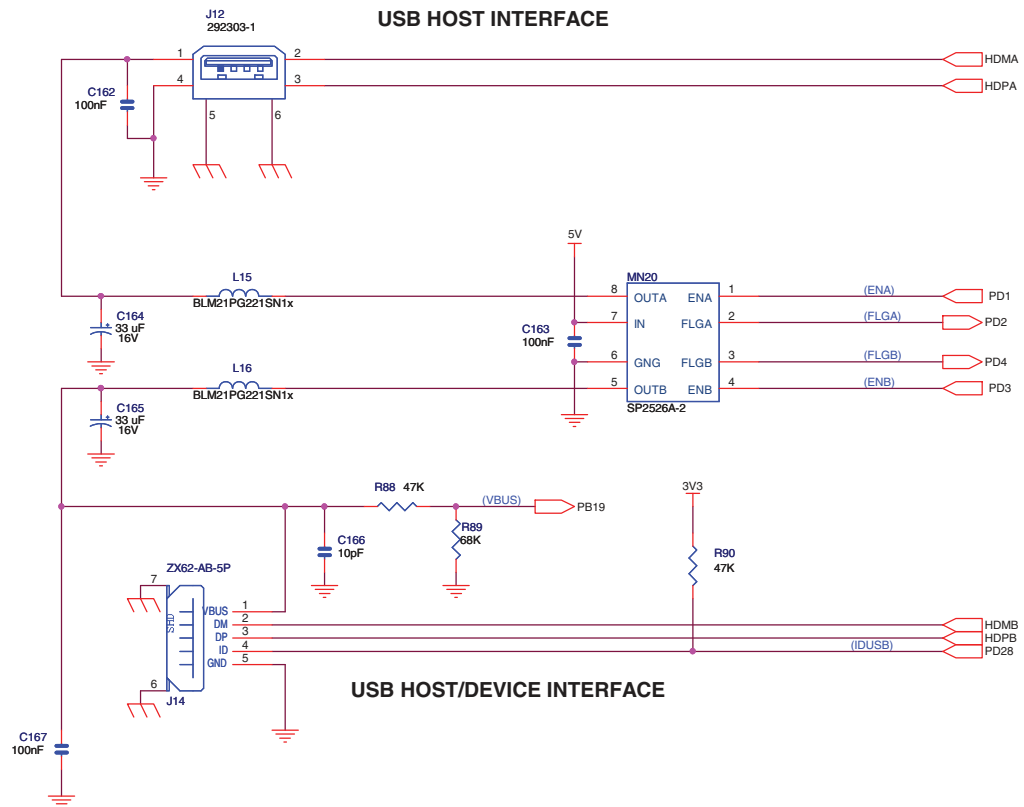 USB HOST INTERFACE
J12
292303-1
1
2
HDMA
4
3
HDPA
C162
100nF
5
6
5V
L15
BLM21PG221SN1x
MN20
8
OUTA
ENA
1
(ENA)
PD1
7
IN
FLGA
2
(FLGA)
PD2
C164
33 uF
16V
C163
100nF
6
GNG
FLGB
3
(FLGB)
PD4
L16
BLM21PG221SN1x
5
OUTB
ENB
4
(ENB)
PD3
SP2526A-2
C165
33 uF
16V
R88 47K
(VBUS)
PB19
3V3
R89
68K
C166
10pF
R90
47K
ZX62-AB-5P
7
SHD
VBUS
1
DM
2
HDMB
DP
3
HDPB
ID
4
(IDUSB)
PD28
GND
5
6
J14
USB HOST/DEVICE INTERFACE
C167
100nF